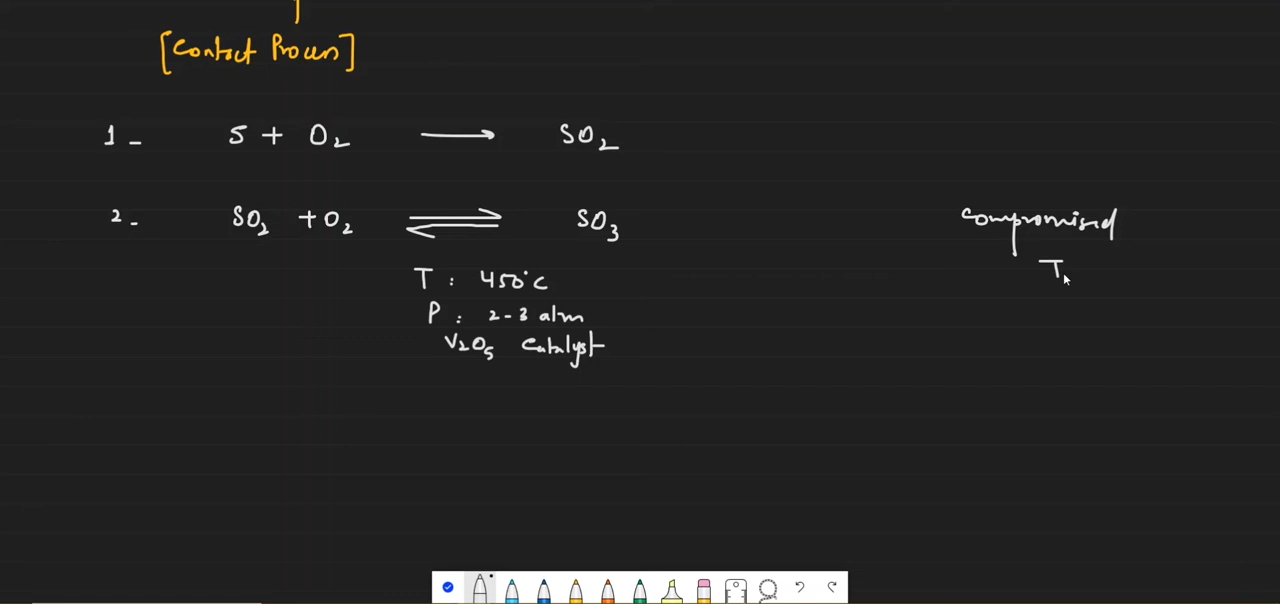 [Contact Process]
1 - S + O₂ ⟶ SO₂
2 - SO₂ + O₂ ⇌ SO₃
compromised
T : 450°C
T
P : 2-3 atm
V₂O₅ Catalyst